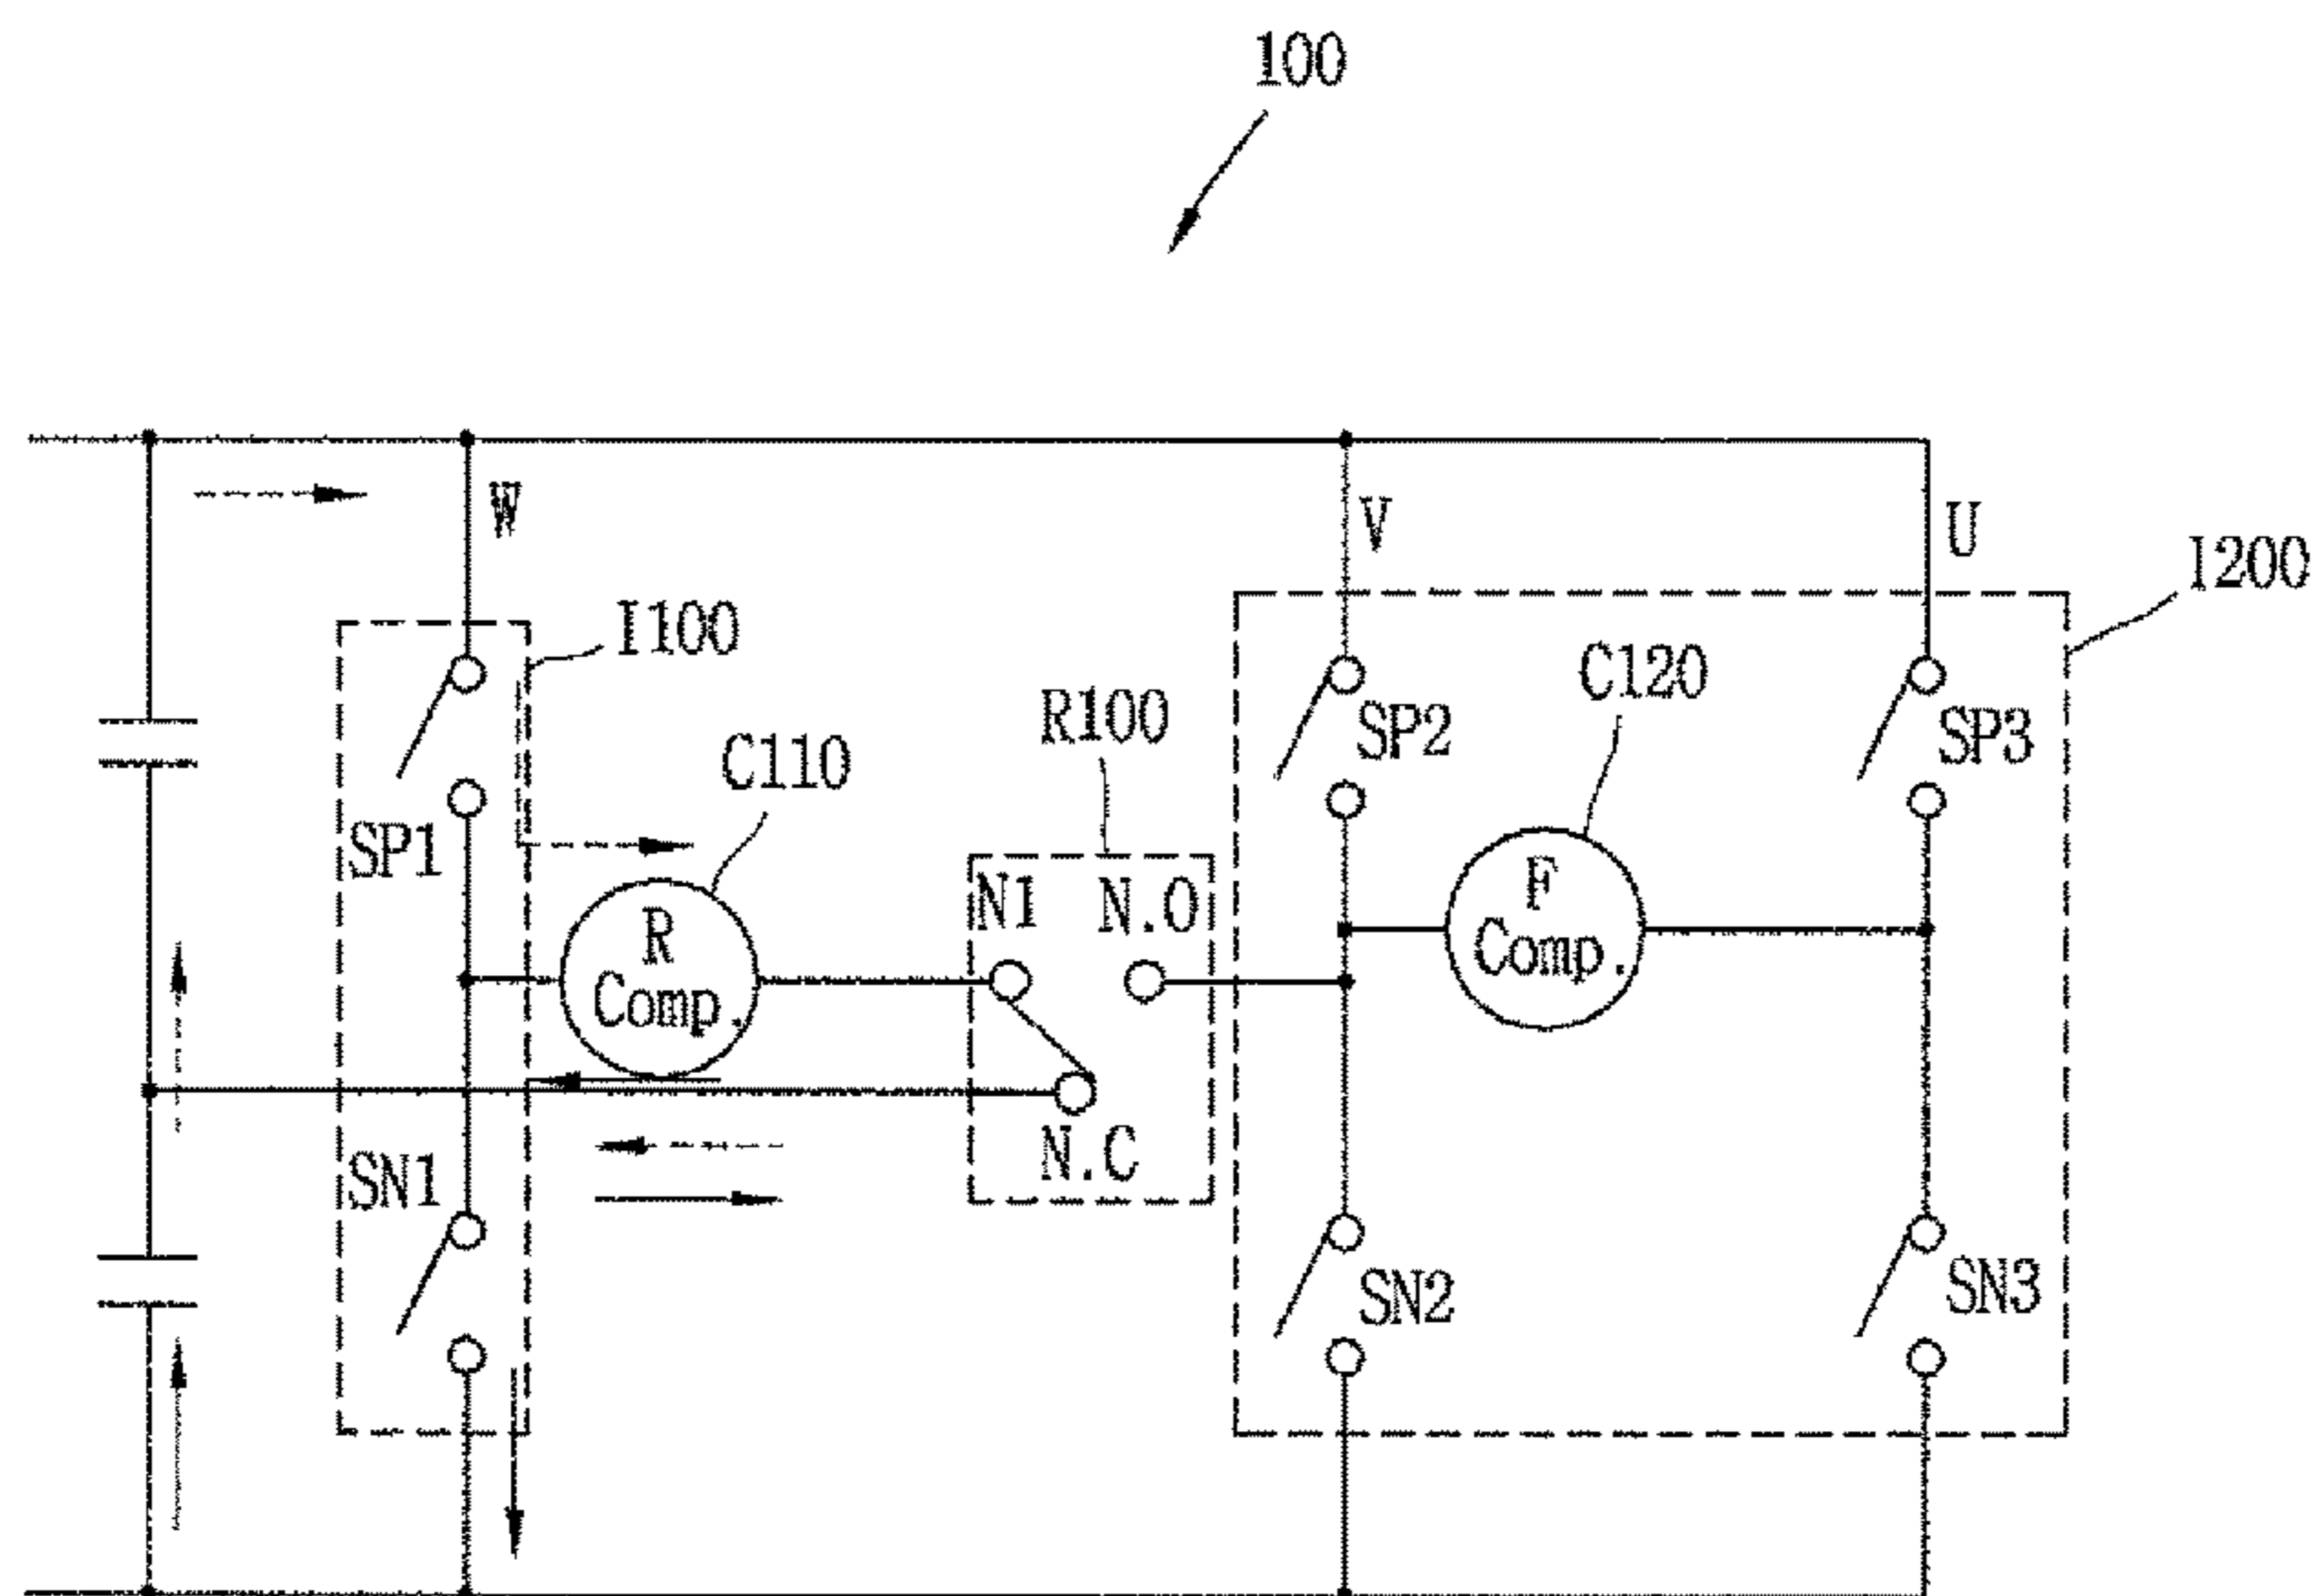 100
W
V
U
I200
I100
C120
R100
SP2
SP3
C110
SP1
N1
N.O
R
Comp.
F
Comp.
N.C
SN1
SN2
SN3